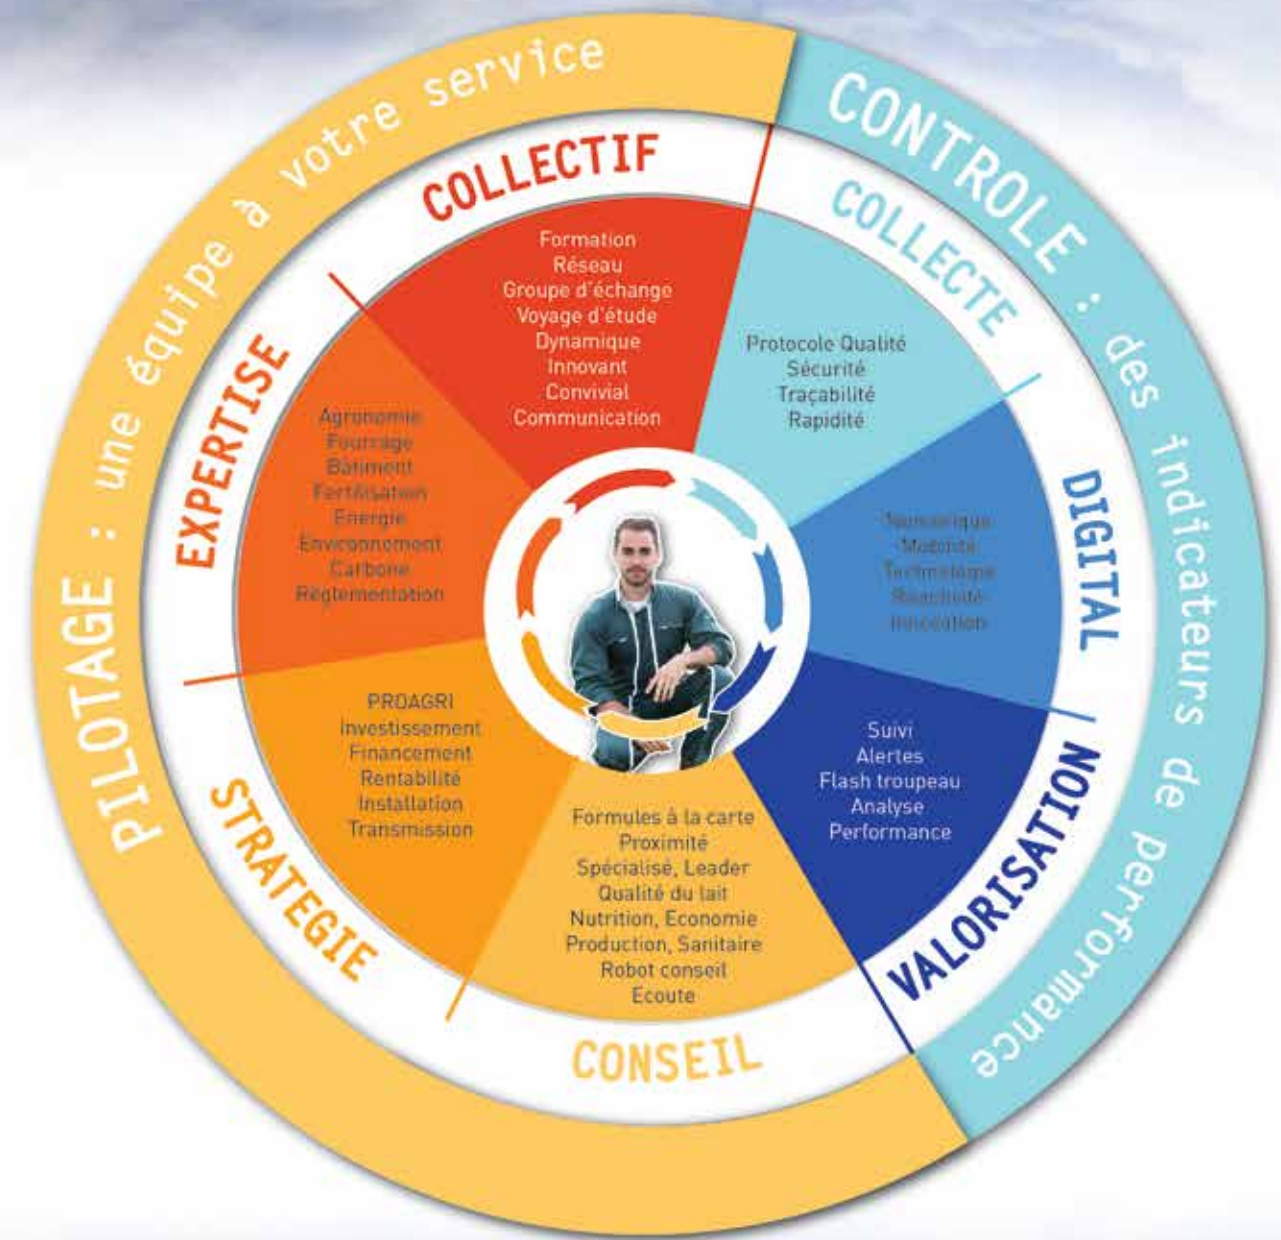 PILOTAGE : une équipe à votre service
CONTROLE : des indicateurs de performance
COLLECTIF
Formation
Réseau
Groupe d'échange
Voyage d'étude
Dynamique
Innovant
Convivial
Communication
COLLECTE
Protocole Qualité
Sécurité
Traçabilité
Rapidité
DIGITAL
Numérique
Mobilité
Technologie
Réactivité
Innovation
VALORISATION
Suivi
Alertes
Flash troupeau
Analyse
Performance
CONSEIL
Formules à la carte
Proximité
Spécialisé, Leader
Qualité du lait
Nutrition, Economie
Production, Sanitaire
Robot conseil
Ecoute
STRATEGIE
PROAGRI
Investissement
Financement
Rentabilité
Installation
Transmission
EXPERTISE
Agronomie
Fourrage
Bâtiment
Fertilisation
Energie
Environnement
Carbone
Règlementation